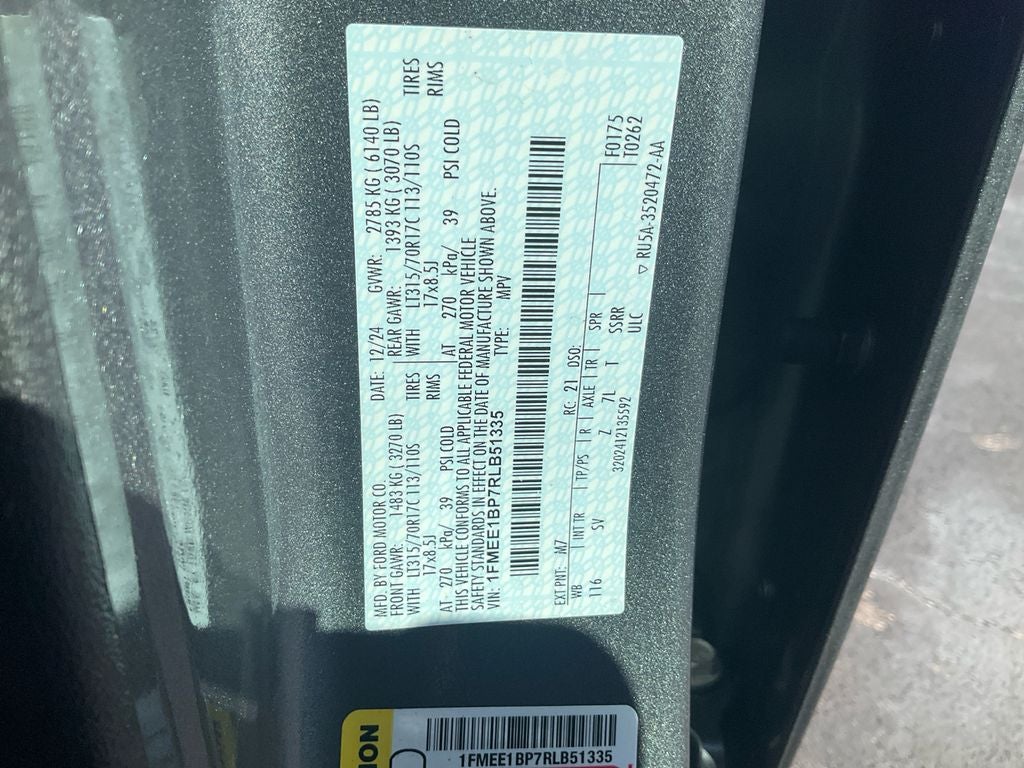 MFD. BY FORD MOTOR CO. DATE: 12/24 GVWR: 2785 KG ( 6140 LB)
FRONT GAWR: 1483 KG ( 3270 LB) REAR GAWR: 1393 KG ( 3070 LB)
WITH LT315/70R17C 113/110S TIRES WITH LT315/70R17C 113/110S TIRES
17x8.5J RIMS 17x8.5J RIMS
AT 270 kPa/ 39 PSI COLD AT 270 kPa/ 39 PSI COLD
THIS VEHICLE CONFORMS TO ALL APPLICABLE FEDERAL MOTOR VEHICLE
SAFETY STANDARDS IN EFFECT ON THE DATE OF MANUFACTURE SHOWN ABOVE.
VIN: 1FMEE1BP7RLB51335 TYPE: MPV
EXT PNT: M7 RC: 21 DSO: F0175
WB | INT TR | TP/PS | R | AXLE | TR | SPR | T0262
116 SV Z 7L T SSRR
3202412135592 ULC ▽ RU5A-3520472-AA
1FMEE1BP7RLB51335